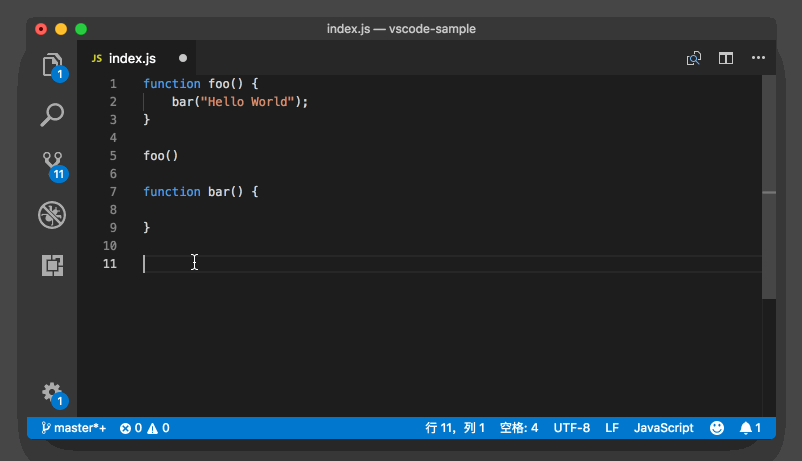 index.js — vscode-sample
JS index.js
1 function foo() {
2 bar("Hello World");
3 }
4
5 foo()
6
7 function bar() {
8
9 }
10
11
1
11
1
master*+ 0 0 行 11，列 1 空格: 4 UTF-8 LF JavaScript 1